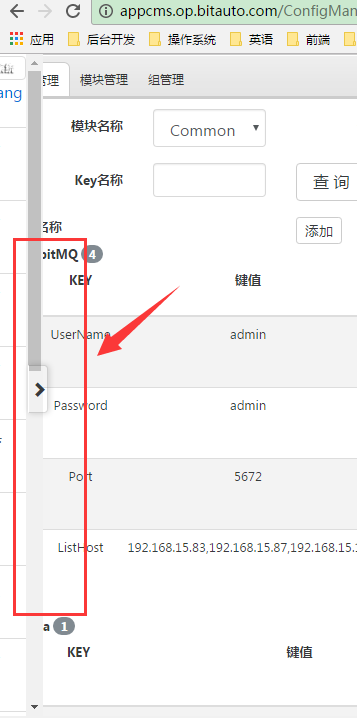 appcms.op.bitauto.com/ConfigMan
应用 后台开发 操作系统 英语 前端
管理 模块管理 组管理
ang
模块名称 Common
Key名称 查 询
名称 添加
bitMQ 4
KEY 键值
UserName admin
Password admin
Port 5672
ListHost 192.168.15.83,192.168.15.87,192.168.15.
a 1
KEY 键值